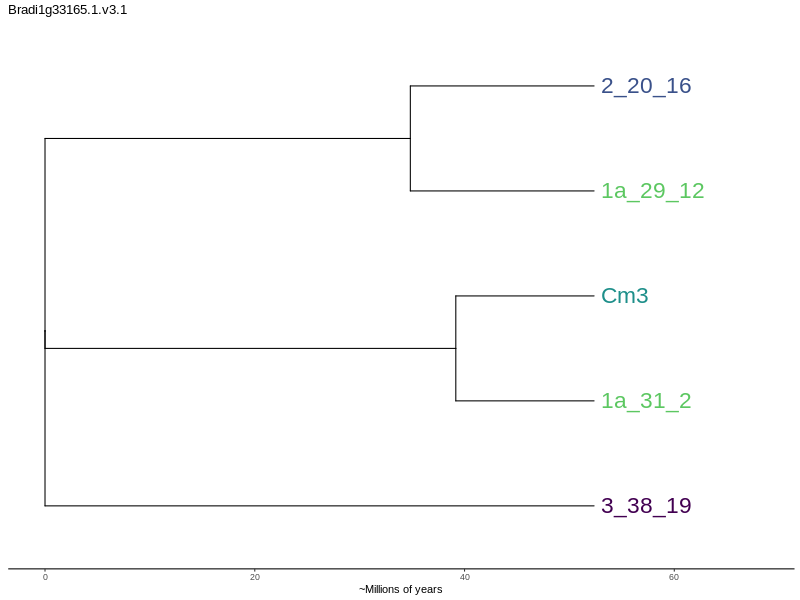 Bradi1g33165.1.v3.1
2_20_16
1a_29_12
Cm3
1a_31_2
3_38_19
0 20 40 60
~Millions of years